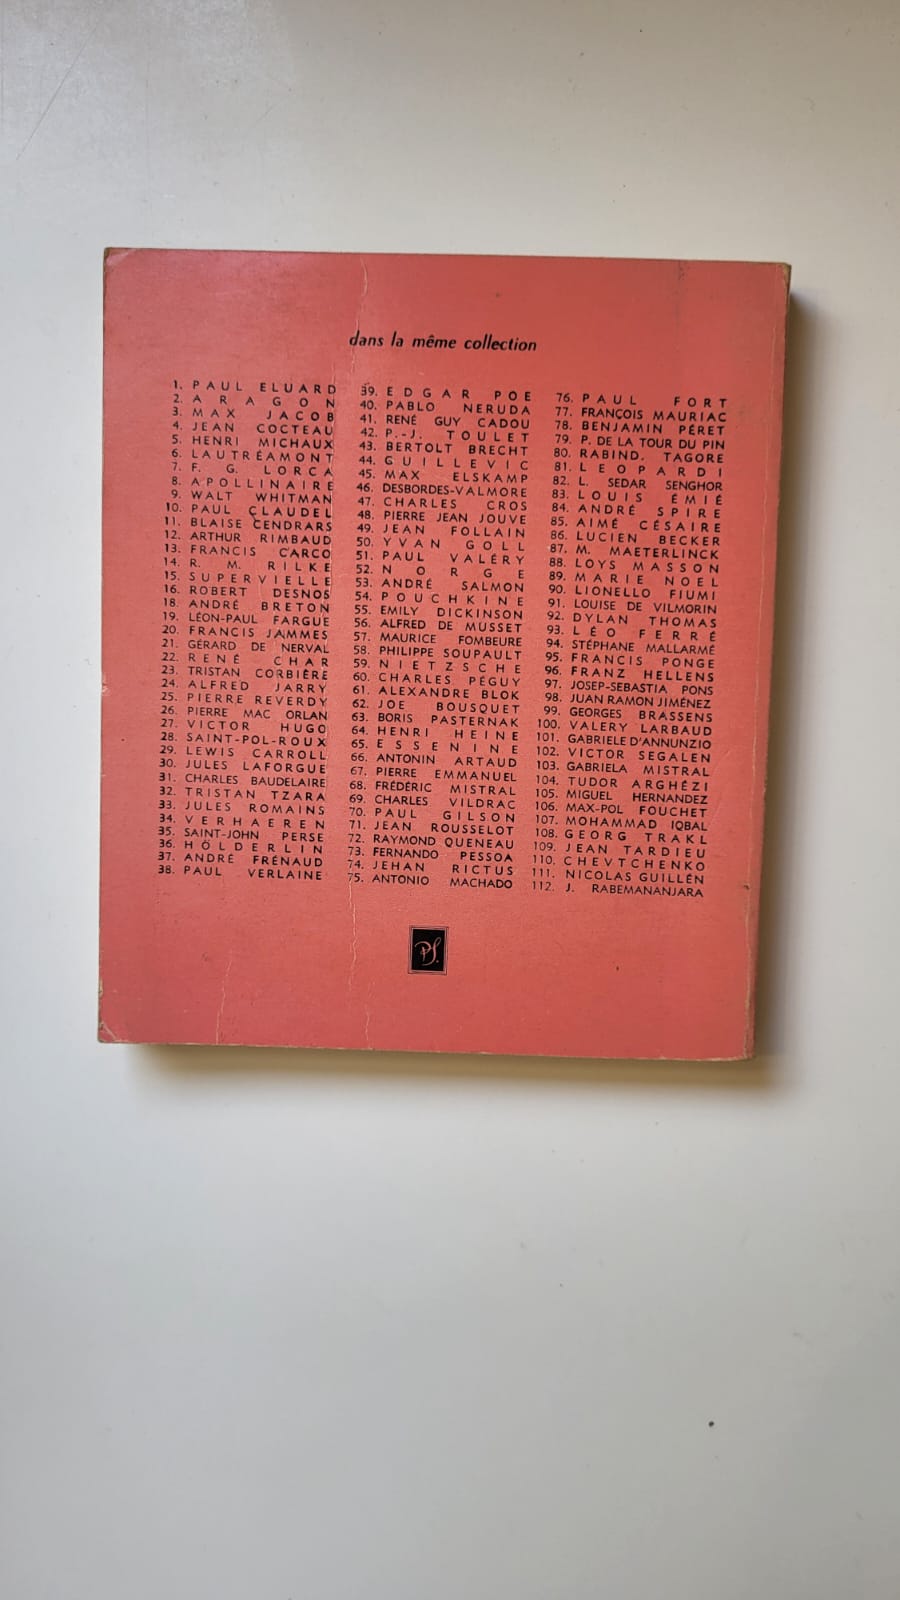 dans la même collection
1. PAUL ELUARD
2. ARAGON
3. MAX JACOB
4. JEAN COCTEAU
5. HENRI MICHAUX
6. LAUTRÉAMONT
7. F. G. LORCA
8. APOLLINAIRE
9. WALT WHITMAN
10. PAUL CLAUDEL
11. BLAISE CENDRARS
12. ARTHUR RIMBAUD
13. FRANCIS CARCO
14. R. M. RILKE
15. SUPERVIELLE
16. ROBERT DESNOS
18. ANDRÉ BRETON
19. LÉON-PAUL FARGUE
20. FRANCIS JAMMES
21. GÉRARD DE NERVAL
22. RENÉ CHAR
23. TRISTAN CORBIÈRE
24. ALFRED JARRY
25. PIERRE REVERDY
26. PIERRE MAC ORLAN
27. VICTOR HUGO
28. SAINT-POL-ROUX
29. LEWIS CARROLL
30. JULES LAFORGUE
31. CHARLES BAUDELAIRE
32. TRISTAN TZARA
33. JULES ROMAINS
34. VERHAEREN
35. SAINT-JOHN PERSE
36. HÖLDERLIN
37. ANDRÉ FRÉNAUD
38. PAUL VERLAINE
39. EDGAR POE
40. PABLO NERUDA
41. RENÉ GUY CADOU
42. P.-J. TOULET
43. BERTOLT BRECHT
44. GUILLEVIC
45. MAX ELSKAMP
46. DESBORDES-VALMORE
47. CHARLES CROS
48. PIERRE JEAN JOUVE
49. JEAN FOLLAIN
50. YVAN GOLL
51. PAUL VALÉRY
52. NORGE
53. ANDRÉ SALMON
54. POUCHKINE
55. EMILY DICKINSON
56. ALFRED DE MUSSET
57. MAURICE FOMBEURE
58. PHILIPPE SOUPAULT
59. NIETZSCHE
60. CHARLES PÉGUY
61. ALEXANDRE BLOK
62. JOE BOUSQUET
63. BORIS PASTERNAK
64. HENRI HEINE
65. ESSENINE
66. ANTONIN ARTAUD
67. PIERRE EMMANUEL
68. FRÉDÉRIC MISTRAL
69. CHARLES VILDRAC
70. PAUL GILSON
71. JEAN ROUSSELOT
72. RAYMOND QUENEAU
73. FERNANDO PESSOA
74. JEHAN RICTUS
75. ANTONIO MACHADO
76. PAUL FORT
77. FRANÇOIS MAURIAC
78. BENJAMIN PÉRET
79. P. DE LA TOUR DU PIN
80. RABIND. TAGORE
81. LEOPARDI
82. L. SEDAR SENGHOR
83. LOUIS ÉMIÉ
84. ANDRÉ SPIRE
85. AIMÉ CÉSAIRE
86. LUCIEN BECKER
87. M. MAETERLINCK
88. LOYS MASSON
89. MARIE NOEL
90. LIONELLO FIUMI
91. LOUISE DE VILMORIN
92. DYLAN THOMAS
93. LÉO FERRÉ
94. STÉPHANE MALLARMÉ
95. FRANCIS PONGE
96. FRANZ HELLENS
97. JOSEP-SEBASTIA PONS
98. JUAN RAMON JIMÉNEZ
99. GEORGES BRASSENS
100. VALERY LARBAUD
101. GABRIELE D'ANNUNZIO
102. VICTOR SEGALEN
103. GABRIELA MISTRAL
104. TUDOR ARGHÉZI
105. MIGUEL HERNANDEZ
106. MAX-POL FOUCHET
107. MOHAMMAD IQBAL
108. GEORG TRAKL
109. JEAN TARDIEU
110. CHEVTCHENKO
111. NICOLAS GUILLÉN
112. J. RABEMANANJARA
PS.